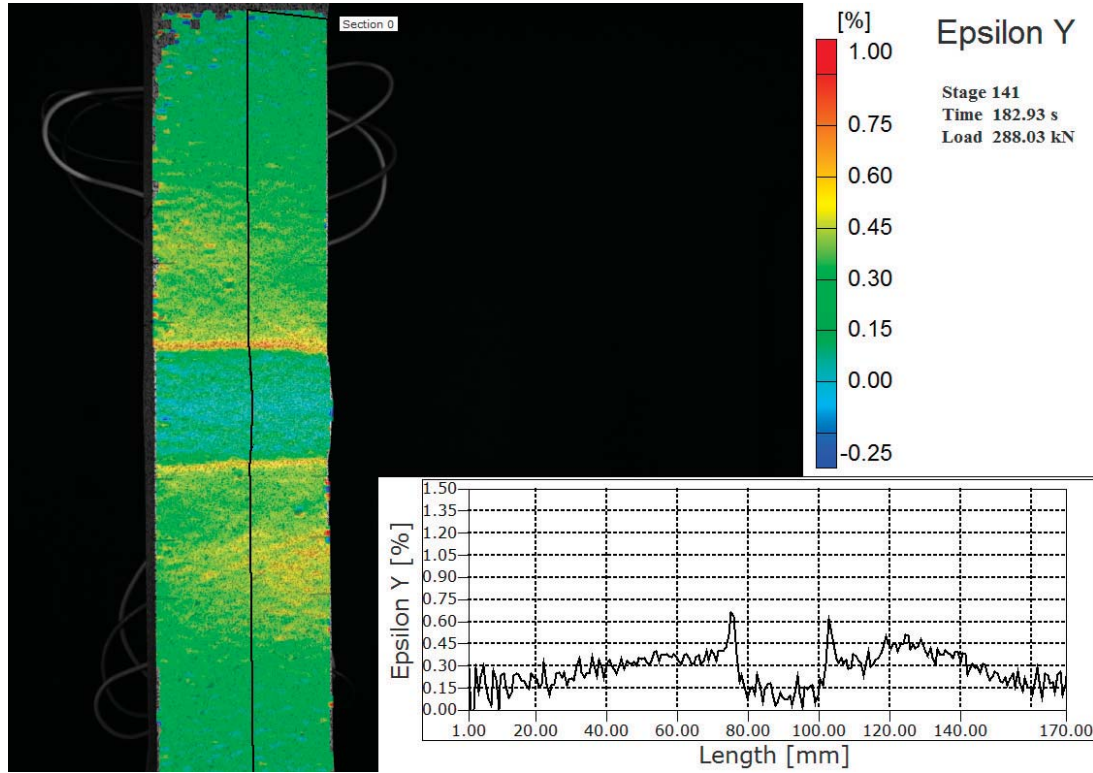 Section 0
[%]
1.00
0.75
0.60
0.45
0.30
0.15
0.00
-0.25
Epsilon Y
Stage 141
Time 182.93 s
Load 288.03 kN
Epsilon Y [%]
1.50
1.35
1.20
1.05
0.90
0.75
0.60
0.45
0.30
0.15
0.00
1.00 20.00 40.00 60.00 80.00 100.00 120.00 140.00 170.00
Length [mm]